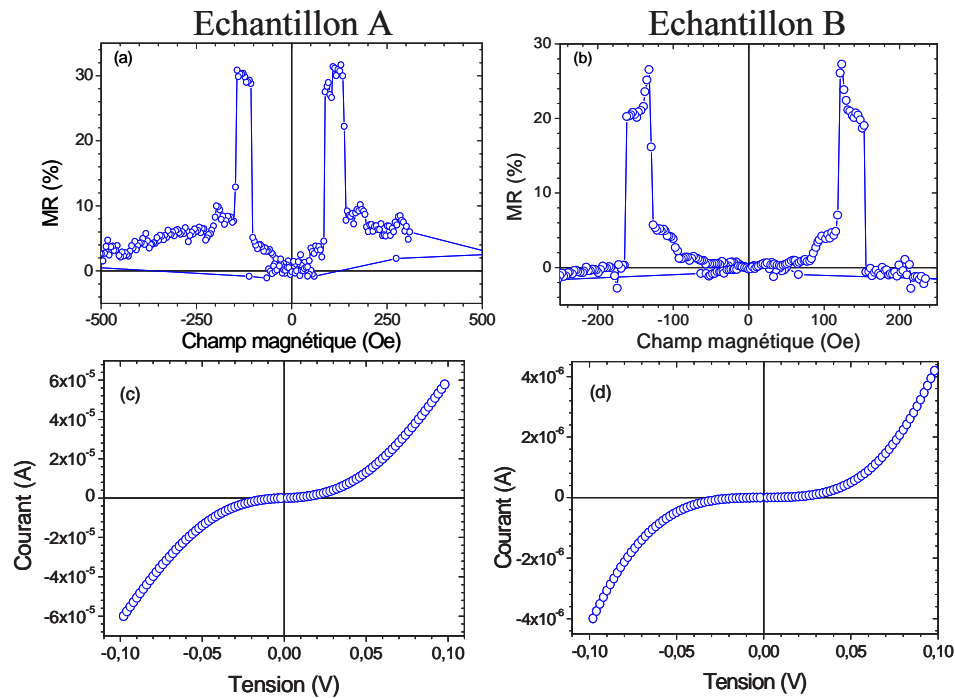 Echantillon A
Echantillon B
(a)
30
20
10
0
MR (%)
-500
-250
0
250
500
Champ magnétique (Oe)
(b)
30
20
10
0
MR (%)
-200
-100
0
100
200
Champ magnétique (Oe)
(c)
6x10⁻⁵
4x10⁻⁵
2x10⁻⁵
0
-2x10⁻⁵
-4x10⁻⁵
-6x10⁻⁵
Courant (A)
-0,10
-0,05
0,00
0,05
0,10
Tension (V)
(d)
4x10⁻⁶
2x10⁻⁶
0
-2x10⁻⁶
-4x10⁻⁶
Courant (A)
-0,10
-0,05
0,00
0,05
0,10
Tension (V)